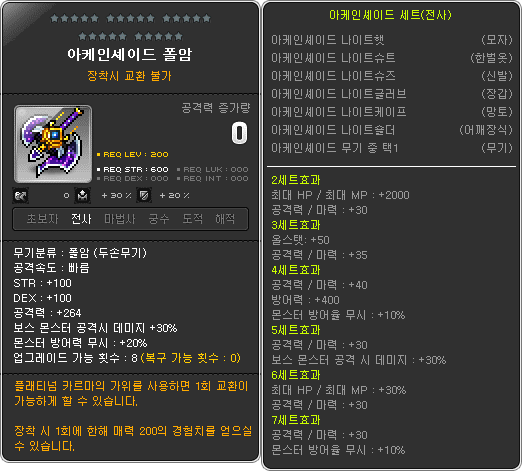 아케인셰이드 폴암
장착시 교환 불가
공격력 증가량
0
REQ LEV : 200
REQ STR : 600
REQ LUK : 000
REQ DEX : 000
REQ INT : 000
0
+ 30 %
+ 20 %
초보자 전사 마법사 궁수 도적 해적
무기분류 : 폴암 (두손무기)
공격속도 : 빠름
STR : +100
DEX : +100
공격력 : +264
보스 몬스터 공격시 데미지 +30%
몬스터 방어력 무시 : +20%
업그레이드 가능 횟수 : 8 (복구 가능 횟수 : 0)
플래티넘 카르마의 가위를 사용하면 1회 교환이
가능하게 할 수 있습니다.
장착 시 1회에 한해 매력 200의 경험치를 얻으실
수 있습니다.
아케인셰이드 세트(전사)
아케인셰이드 나이트햇 (모자)
아케인셰이드 나이트슈트 (한벌옷)
아케인셰이드 나이트슈즈 (신발)
아케인셰이드 나이트글러브 (장갑)
아케인셰이드 나이트케이프 (망토)
아케인셰이드 나이트숄더 (어깨장식)
아케인셰이드 무기 중 택1 (무기)
2세트효과
최대 HP / 최대 MP : +2000
공격력 / 마력 : +30
3세트효과
올스탯: +50
공격력 / 마력 : +35
4세트효과
공격력 / 마력 : +40
방어력 : +400
몬스터 방어율 무시 : +10%
5세트효과
공격력 / 마력 : +30
보스 몬스터 공격 시 데미지 : +30%
6세트효과
최대 HP / 최대 MP : +30%
공격력 / 마력 : +30
7세트효과
공격력 / 마력 : +30
몬스터 방어율 무시 : +10%